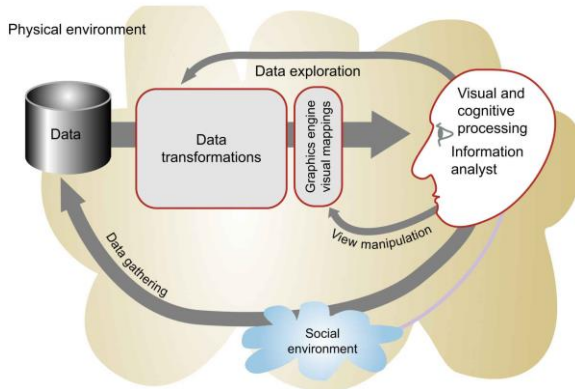 Physical environment
Data exploration
Data
Data
transformations
Graphics engine
visual mappings
Visual and
cognitive
processing
Information
analyst
View manipulation
Data gathering
Social
environment